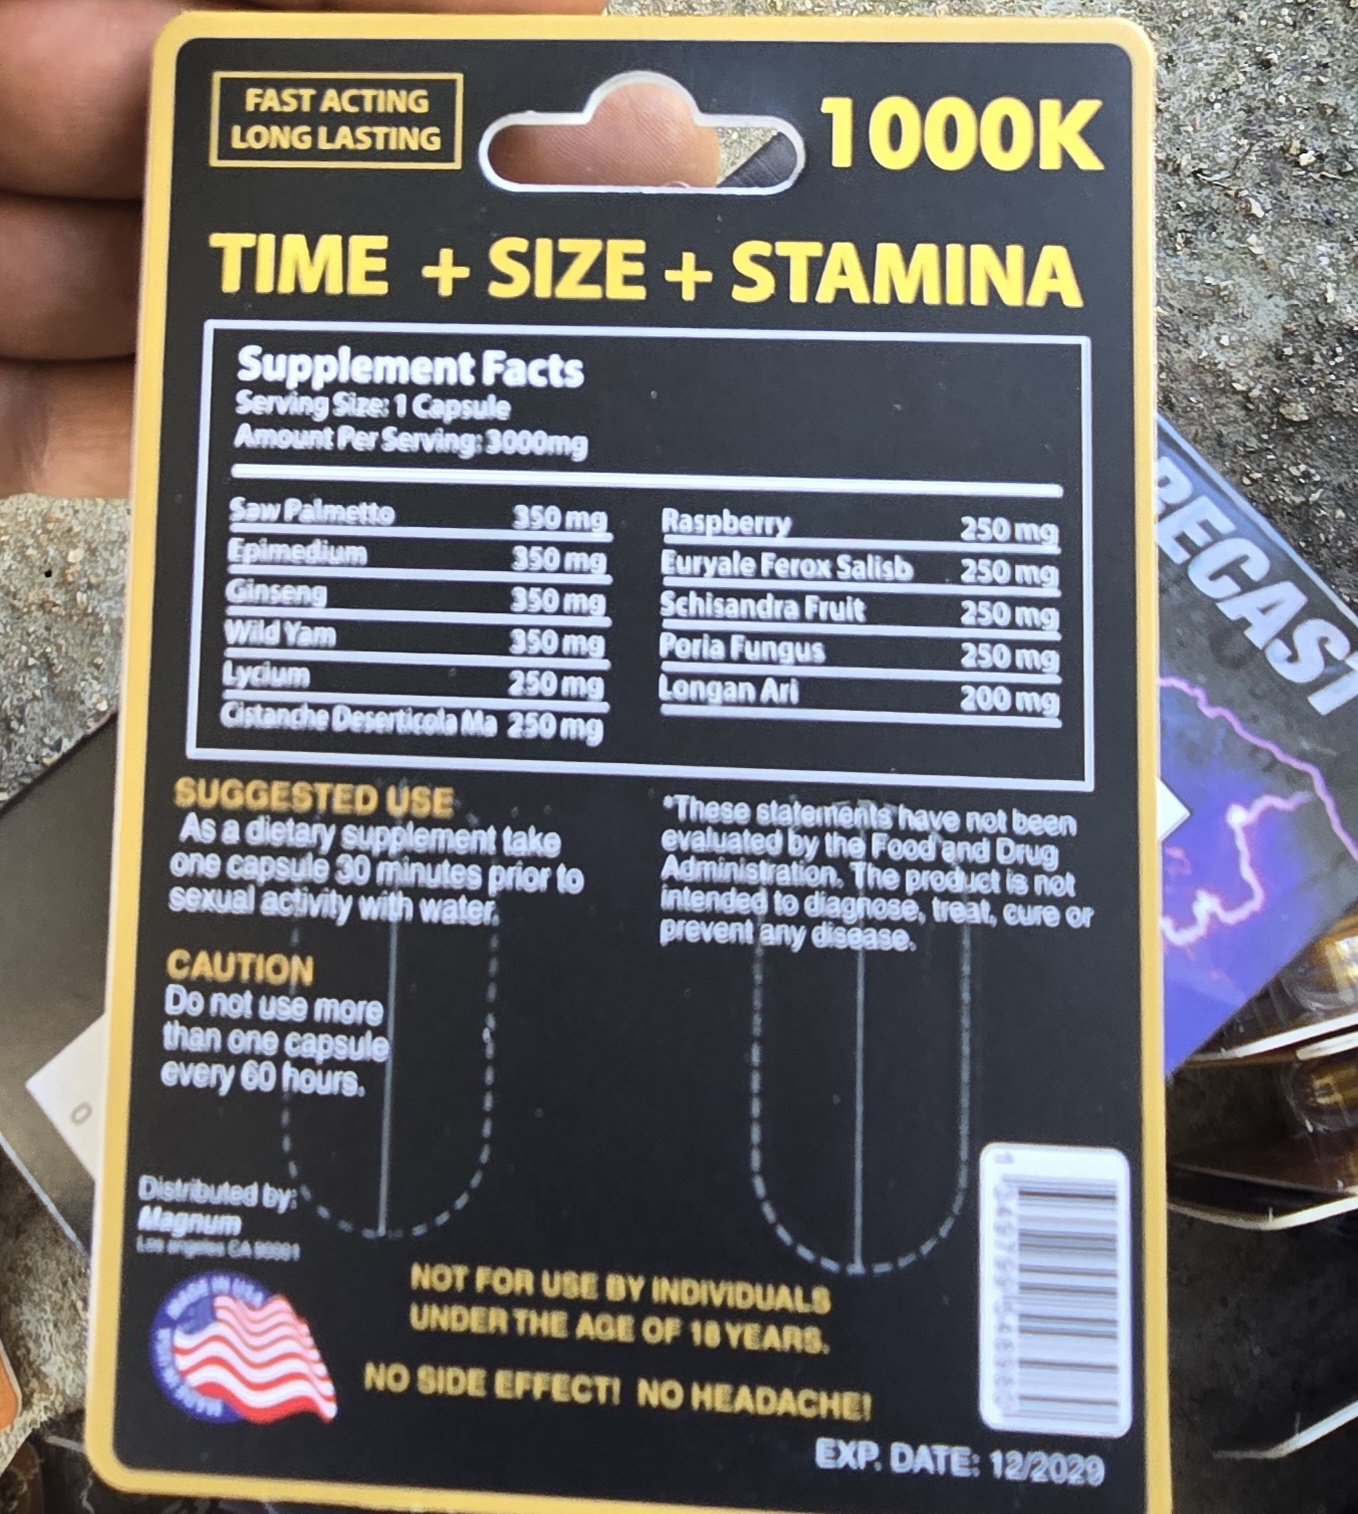 FAST ACTING
LONG LASTING
1000K
TIME + SIZE + STAMINA
Supplement Facts
Serving Size: 1 Capsule
Amount Per Serving: 3000mg
Saw Palmetto 350 mg
Epimedium 350 mg
Ginseng 350 mg
Wild Yam 350 mg
Lycium 250 mg
Cistanche Deserticola Ma 250 mg
Raspberry 250 mg
Euryale Ferox Salisb 250 mg
Schisandra Fruit 250 mg
Poria Fungus 250 mg
Longan Ari 200 mg
SUGGESTED USE
As a dietary supplement take
one capsule 30 minutes prior to
sexual activity with water.
CAUTION
Do not use more
than one capsule
every 60 hours.
*These statements have not been
evaluated by the Food and Drug
Administration. The product is not
intended to diagnose, treat, cure or
prevent any disease.
Distributed by:
Magnum
Los angeles CA
MADE IN USA
NOT FOR USE BY INDIVIDUALS
UNDER THE AGE OF 18 YEARS.
NO SIDE EFFECT! NO HEADACHE!
EXP. DATE: 12/2029